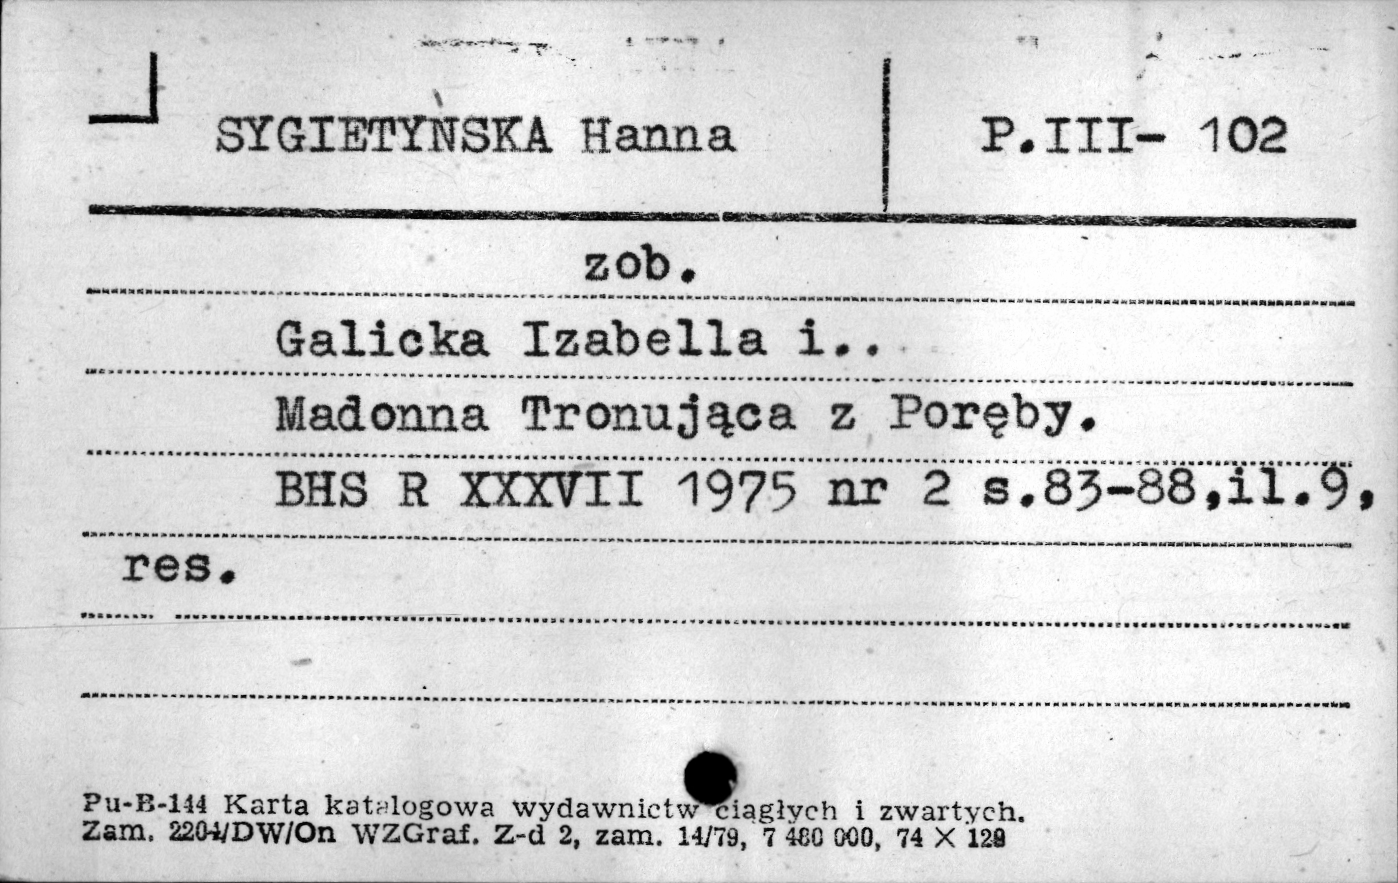 SYGIETYŃSKA Hanna P.III- 102
zob.
Galicka Izabella i..
Madonna Tronująca z Poręby.
BHS R XXXVII 1975 nr 2 s.83-88,il.9,
res.
Pu-B-144 Karta katalogowa wydawnictw ciągłych i zwartych.
Zam. 2204/DW/On WZGraf. Z-d 2, zam. 14/79, 7 480 000, 74 X 128